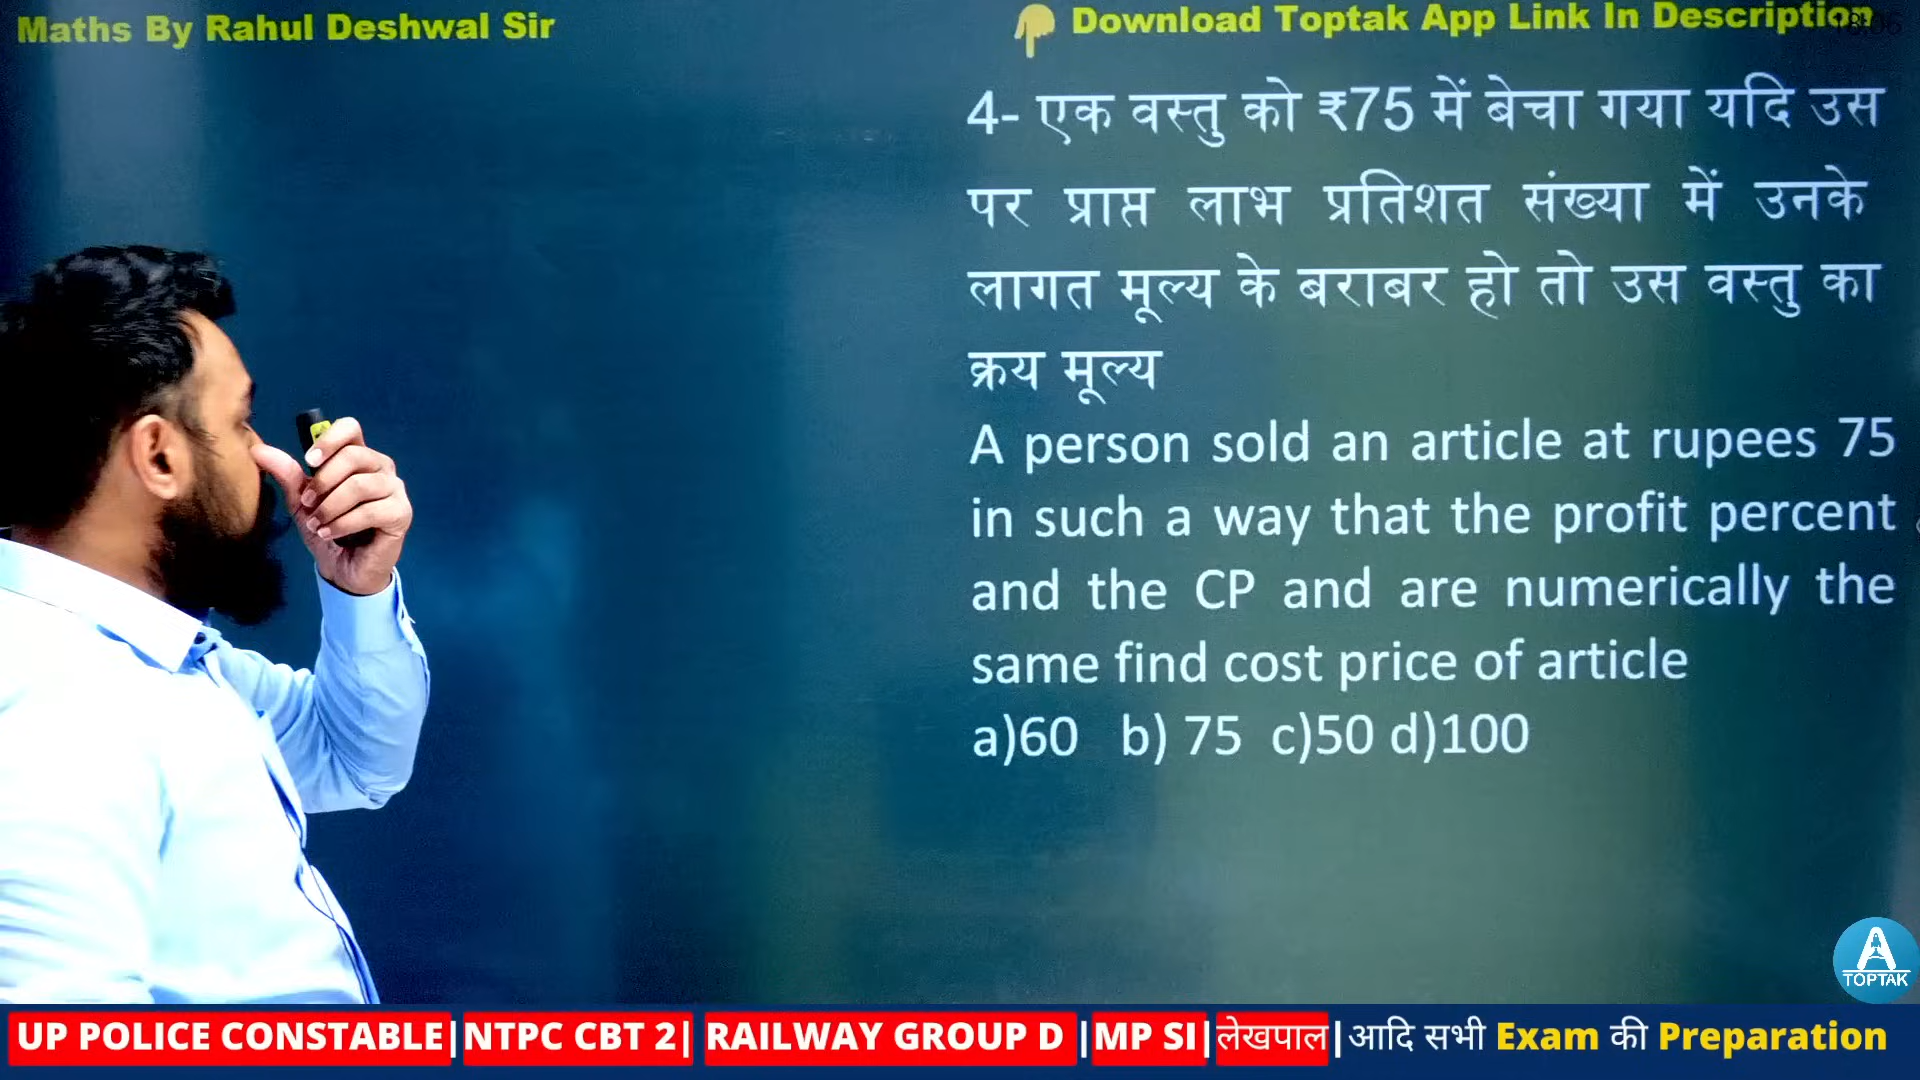 Maths By Rahul Deshwal Sir
Download Toptak App Link In Description
4- एक वस्तु को ₹75 में बेचा गया यदि उस
पर प्राप्त लाभ प्रतिशत संख्या में उनके
लागत मूल्य के बराबर हो तो उस वस्तु का
क्रय मूल्य
A person sold an article at rupees 75
in such a way that the profit percent
and the CP and are numerically the
same find cost price of article
a)60 b) 75 c)50 d)100
A
TOPTAK
UP POLICE CONSTABLE|NTPC CBT 2| RAILWAY GROUP D |MP SI|लेखपाल|आदि सभी Exam की Preparation